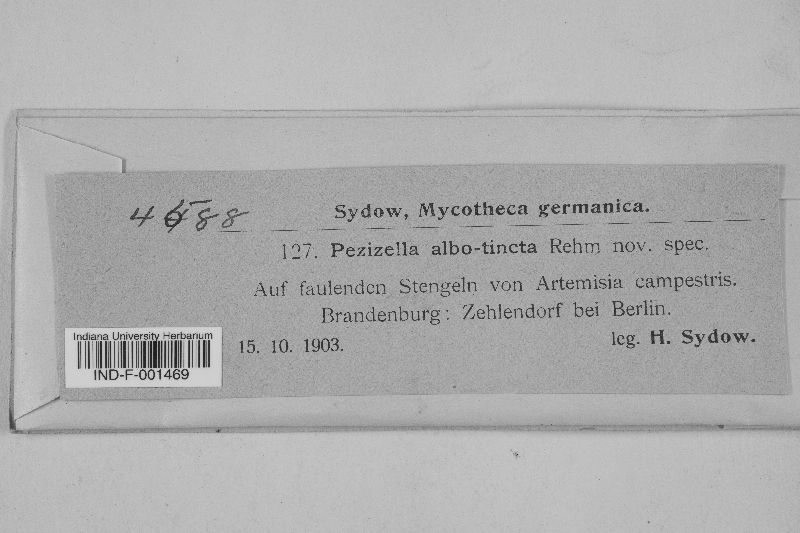 Sydow, Mycotheca germanica.
127. Pezizella albo-tincta Rehm nov. spec.
Auf faulenden Stengeln von Artemisia campestris.
Brandenburg: Zehlendorf bei Berlin.
15. 10. 1903.
leg. H. Sydow.
Indiana University Herbarium
IND-F-001469